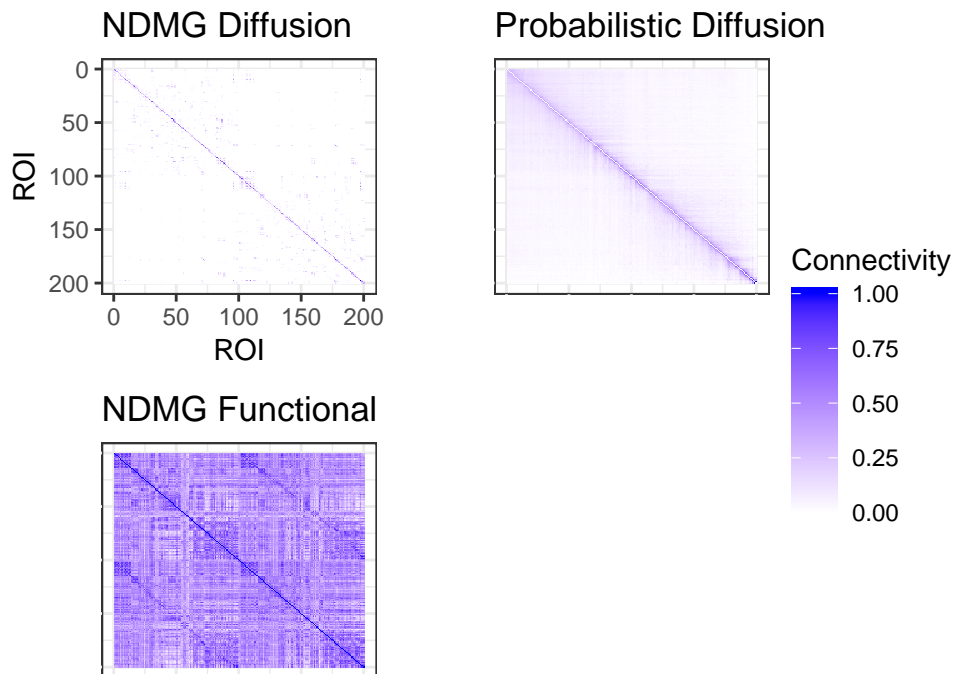 NDMG Diffusion
Probabilistic Diffusion
0
50
100
150
200
ROI
0 50 100 150 200
ROI
Connectivity
1.00
0.75
0.50
0.25
0.00
NDMG Functional